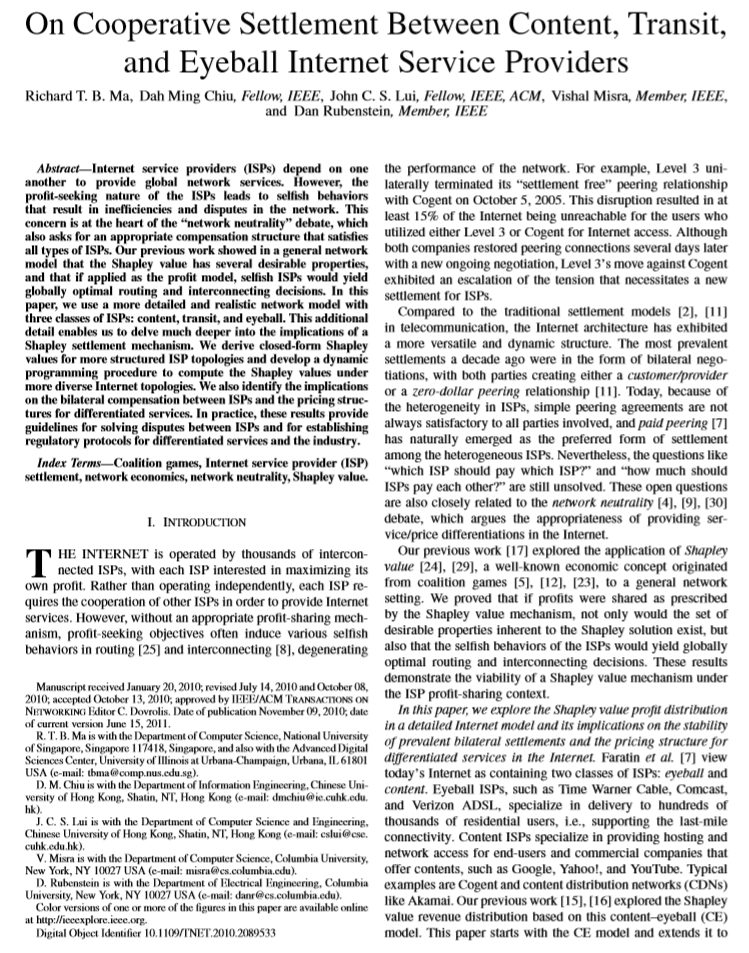 On Cooperative Settlement Between Content, Transit,
and Eyeball Internet Service Providers
Richard T. B. Ma, Dah Ming Chiu, Fellow, IEEE, John C. S. Lui, Fellow, IEEE, ACM, Vishal Misra, Member, IEEE,
and Dan Rubenstein, Member, IEEE
Abstract—Internet service providers (ISPs) depend on one
another to provide global network services. However, the
profit-seeking nature of the ISPs leads to selfish behaviors
that result in inefficiencies and disputes in the network. This
concern is at the heart of the “network neutrality” debate, which
also asks for an appropriate compensation structure that satisfies
all types of ISPs. Our previous work showed in a general network
model that the Shapley value has several desirable properties,
and that if applied as the profit model, selfish ISPs would yield
globally optimal routing and interconnecting decisions. In this
paper, we use a more detailed and realistic network model with
three classes of ISPs: content, transit, and eyeball. This additional
detail enables us to delve much deeper into the implications of a
Shapley settlement mechanism. We derive closed-form Shapley
values for more structured ISP topologies and develop a dynamic
programming procedure to compute the Shapley values under
more diverse Internet topologies. We also identify the implications
on the bilateral compensation between ISPs and the pricing struc-
tures for differentiated services. In practice, these results provide
guidelines for solving disputes between ISPs and for establishing
regulatory protocols for differentiated services and the industry.
Index Terms—Coalition games, Internet service provider (ISP)
settlement, network economics, network neutrality, Shapley value.
I. INTRODUCTION
THE INTERNET is operated by thousands of intercon-
nected ISPs, with each ISP interested in maximizing its
own profit. Rather than operating independently, each ISP re-
quires the cooperation of other ISPs in order to provide Internet
services. However, without an appropriate profit-sharing mech-
anism, profit-seeking objectives often induce various selfish
behaviors in routing [25] and interconnecting [8], degenerating
Manuscript received January 20, 2010; revised July 14, 2010 and October 08,
2010; accepted October 13, 2010; approved by IEEE/ACM TRANSACTIONS ON
NETWORKING Editor C. Dovrolis. Date of publication November 09, 2010; date
of current version June 15, 2011.
R. T. B. Ma is with the Department of Computer Science, National University
of Singapore, Singapore 117418, Singapore, and also with the Advanced Digital
Sciences Center, University of Illinois at Urbana-Champaign, Urbana, IL 61801
USA (e-mail: tbma@comp.nus.edu.sg).
D. M. Chiu is with the Department of Information Engineering, Chinese Uni-
versity of Hong Kong, Shatin, NT, Hong Kong (e-mail: dmchiu@ie.cuhk.edu.
hk).
J. C. S. Lui is with the Department of Computer Science and Engineering,
Chinese University of Hong Kong, Shatin, NT, Hong Kong (e-mail: cslui@cse.
cuhk.edu.hk).
V. Misra is with the Department of Computer Science, Columbia University,
New York, NY 10027 USA (e-mail: misra@cs.columbia.edu).
D. Rubenstein is with the Department of Electrical Engineering, Columbia
University, New York, NY 10027 USA (e-mail: danr@cs.columbia.edu).
Color versions of one or more of the figures in this paper are available online
at http://ieeexplore.ieee.org.
Digital Object Identifier 10.1109/TNET.2010.2089533
the performance of the network. For example, Level 3 uni-
laterally terminated its “settlement free” peering relationship
with Cogent on October 5, 2005. This disruption resulted in at
least 15% of the Internet being unreachable for the users who
utilized either Level 3 or Cogent for Internet access. Although
both companies restored peering connections several days later
with a new ongoing negotiation, Level 3’s move against Cogent
exhibited an escalation of the tension that necessitates a new
settlement for ISPs.
Compared to the traditional settlement models [2], [11]
in telecommunication, the Internet architecture has exhibited
a more versatile and dynamic structure. The most prevalent
settlements a decade ago were in the form of bilateral nego-
tiations, with both parties creating either a customer/provider
or a zero-dollar peering relationship [11]. Today, because of
the heterogeneity in ISPs, simple peering agreements are not
always satisfactory to all parties involved, and paid peering [7]
has naturally emerged as the preferred form of settlement
among the heterogeneous ISPs. Nevertheless, the questions like
“which ISP should pay which ISP?” and “how much should
ISPs pay each other?” are still unsolved. These open questions
are also closely related to the network neutrality [4], [9], [30]
debate, which argues the appropriateness of providing ser-
vice/price differentiations in the Internet.
Our previous work [17] explored the application of Shapley
value [24], [29], a well-known economic concept originated
from coalition games [5], [12], [23], to a general network
setting. We proved that if profits were shared as prescribed
by the Shapley value mechanism, not only would the set of
desirable properties inherent to the Shapley solution exist, but
also that the selfish behaviors of the ISPs would yield globally
optimal routing and interconnecting decisions. These results
demonstrate the viability of a Shapley value mechanism under
the ISP profit-sharing context.
In this paper, we explore the Shapley value profit distribution
in a detailed Internet model and its implications on the stability
of prevalent bilateral settlements and the pricing structure for
differentiated services in the Internet. Faratin et al. [7] view
today’s Internet as containing two classes of ISPs: eyeball and
content. Eyeball ISPs, such as Time Warner Cable, Comcast,
and Verizon ADSL, specialize in delivery to hundreds of
thousands of residential users, i.e., supporting the last-mile
connectivity. Content ISPs specialize in providing hosting and
network access for end-users and commercial companies that
offer contents, such as Google, Yahoo!, and YouTube. Typical
examples are Cogent and content distribution networks (CDNs)
like Akamai. Our previous work [15], [16] explored the Shapley
value revenue distribution based on this content–eyeball (CE)
model. This paper starts with the CE model and extends it to